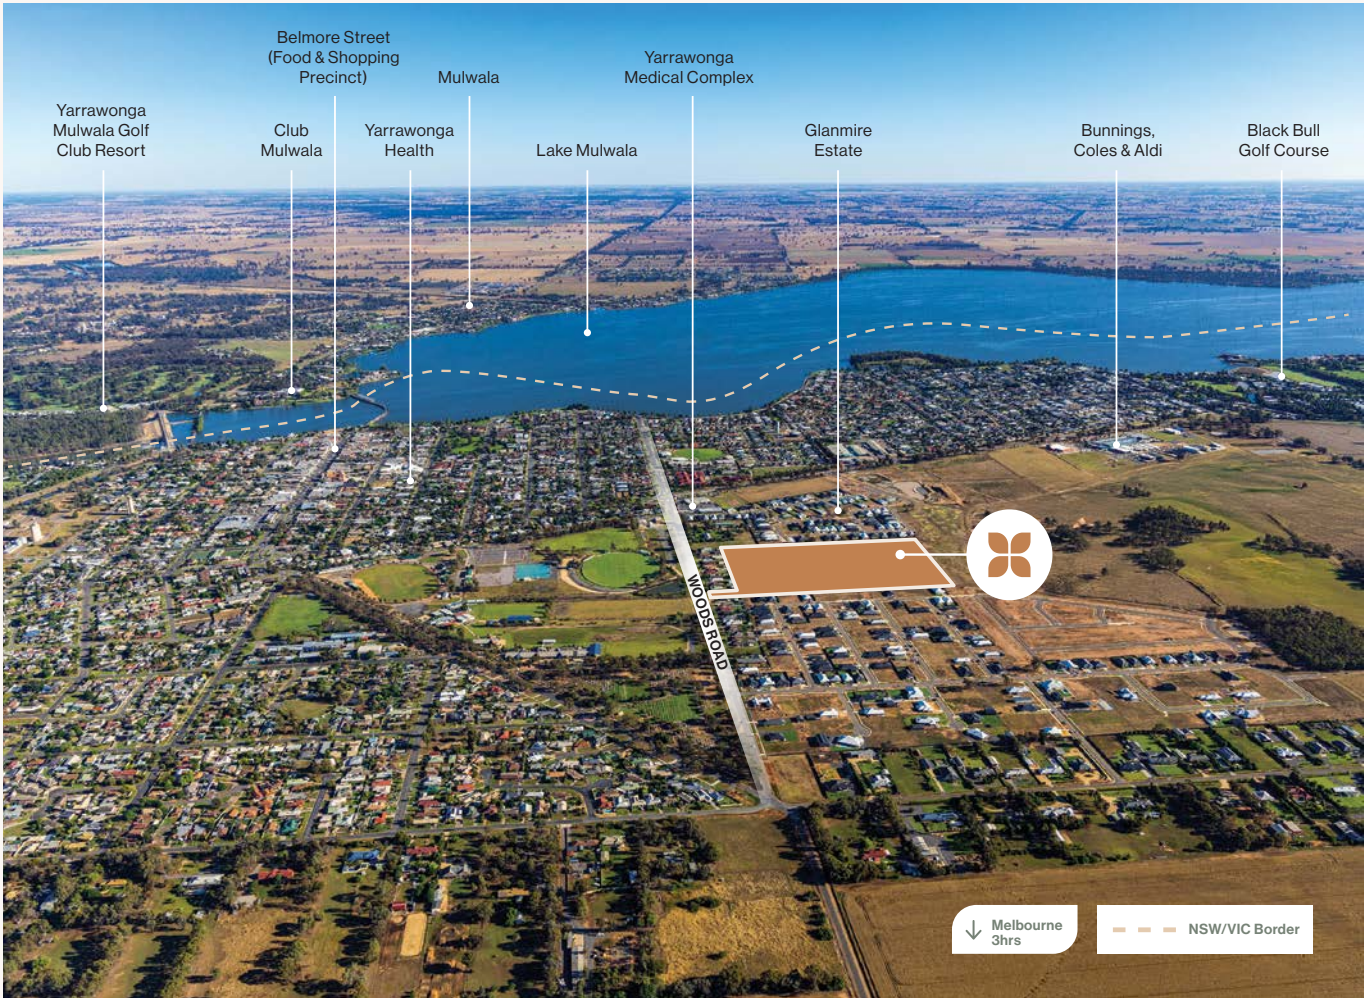 Belmore Street
(Food & Shopping
Precinct)
Mulwala
Yarrawonga
Medical Complex
Yarrawonga
Mulwala Golf
Club Resort
Club
Mulwala
Yarrawonga
Health
Lake Mulwala
Glanmire
Estate
Bunnings,
Coles & Aldi
Black Bull
Golf Course
WOODS ROAD
Melbourne
3hrs
NSW/VIC Border